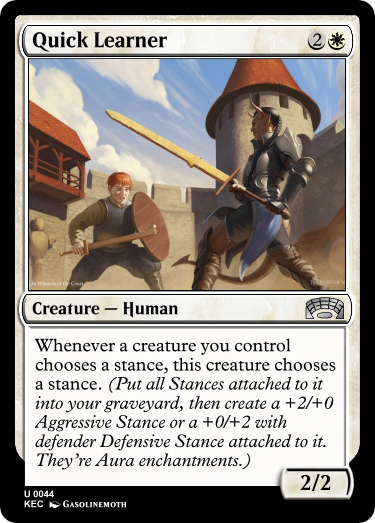 Quick Learner 2
Creature — Human
Whenever a creature you control
chooses a stance, this creature chooses
a stance. (Put all Stances attached to it
into your graveyard, then create a +2/+0
Aggressive Stance or a +0/+2 with
defender Defensive Stance attached to it.
They're Aura enchantments.)
2/2
U 0044
KEC GASOLINEMOTH